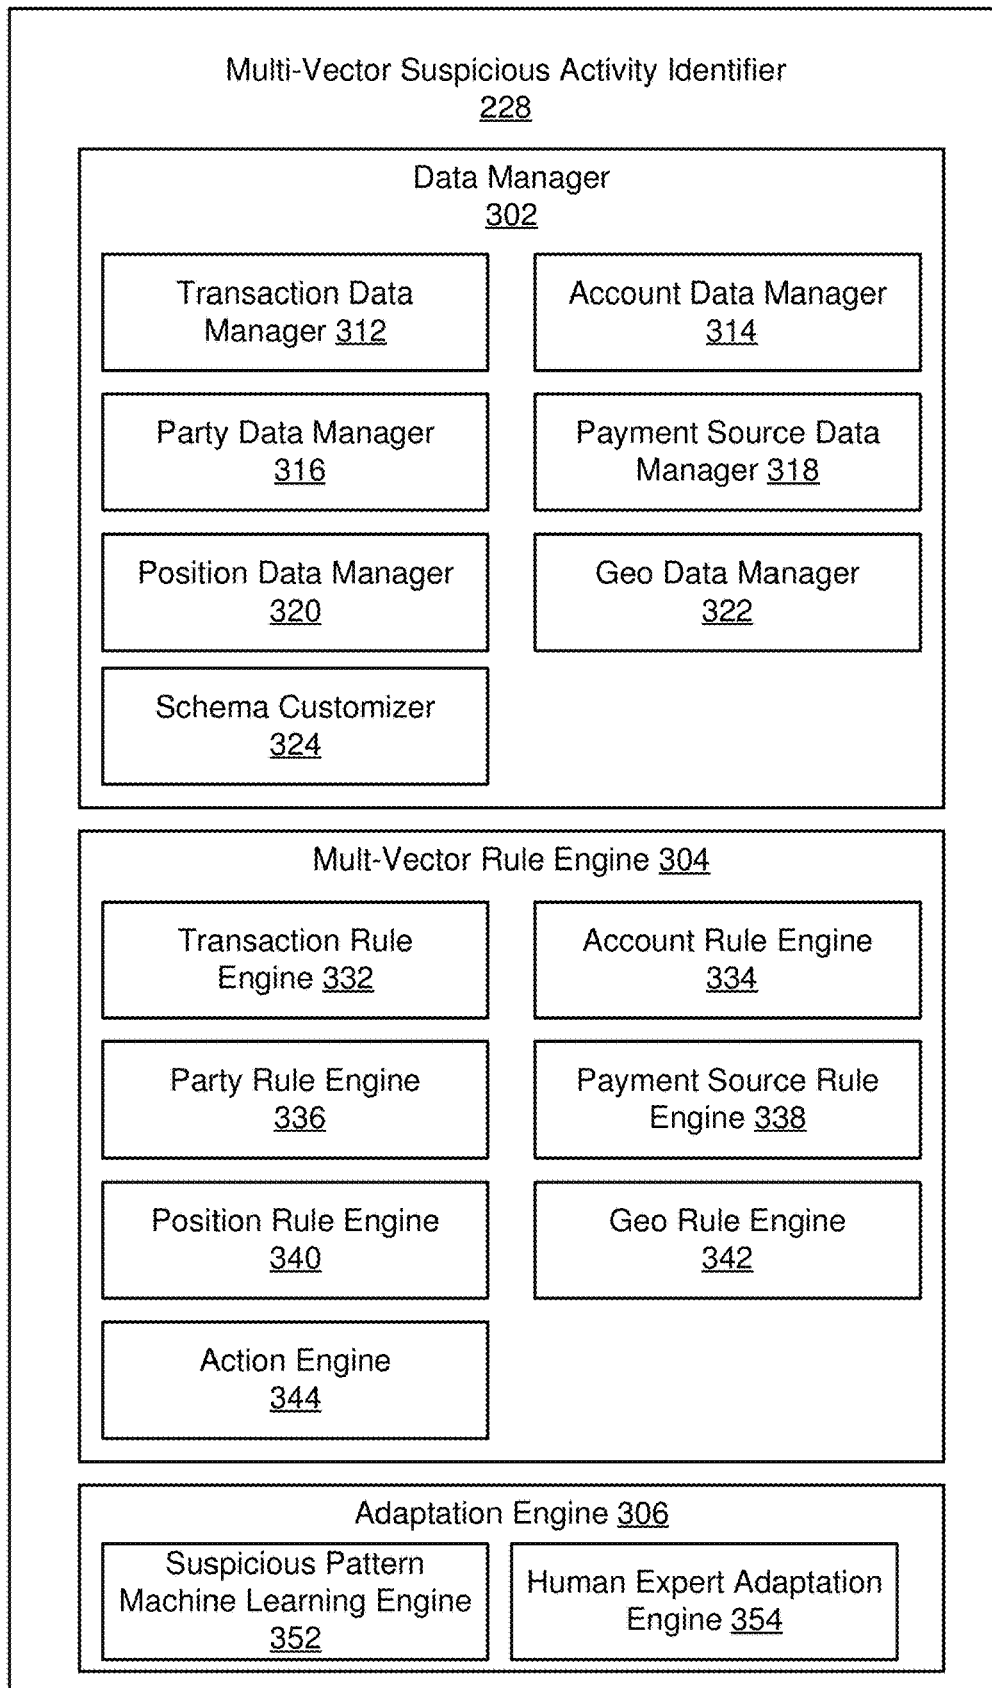 Multi-Vector Suspicious Activity Identifier
228
Data Manager
302
Transaction Data
Manager 312
Account Data Manager
314
Party Data Manager
316
Payment Source Data
Manager 318
Position Data Manager
320
Geo Data Manager
322
Schema Customizer
324
Mult-Vector Rule Engine 304
Transaction Rule
Engine 332
Account Rule Engine
334
Party Rule Engine
336
Payment Source Rule
Engine 338
Position Rule Engine
340
Geo Rule Engine
342
Action Engine
344
Adaptation Engine 306
Suspicious Pattern
Machine Learning Engine
352
Human Expert Adaptation
Engine 354